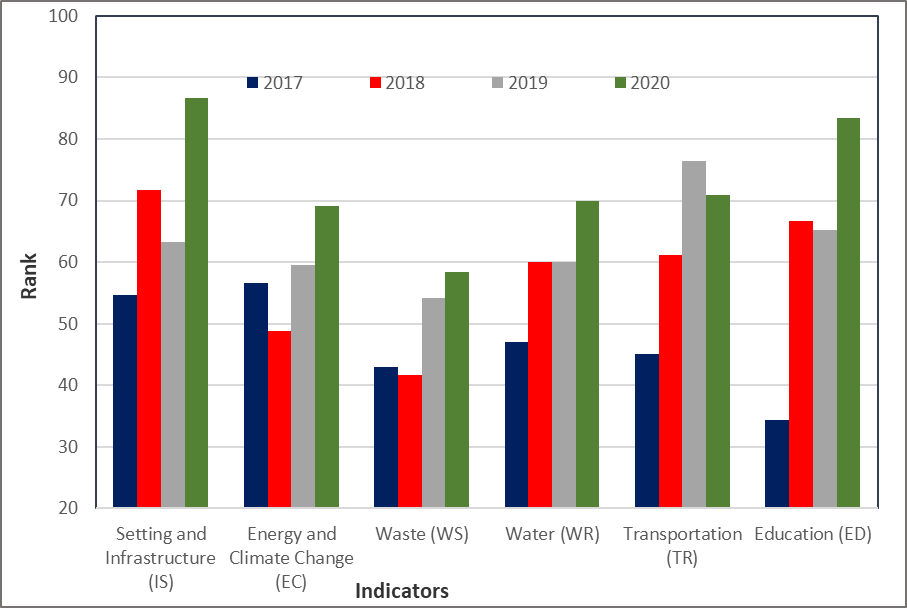 100
90
80
70
60
50
40
30
20
Rank
2017 2018 2019 2020
Setting and
Infrastructure
(IS)
Energy and
Climate Change
(EC)
Waste (WS)
Water (WR)
Transportation
(TR)
Education (ED)
Indicators